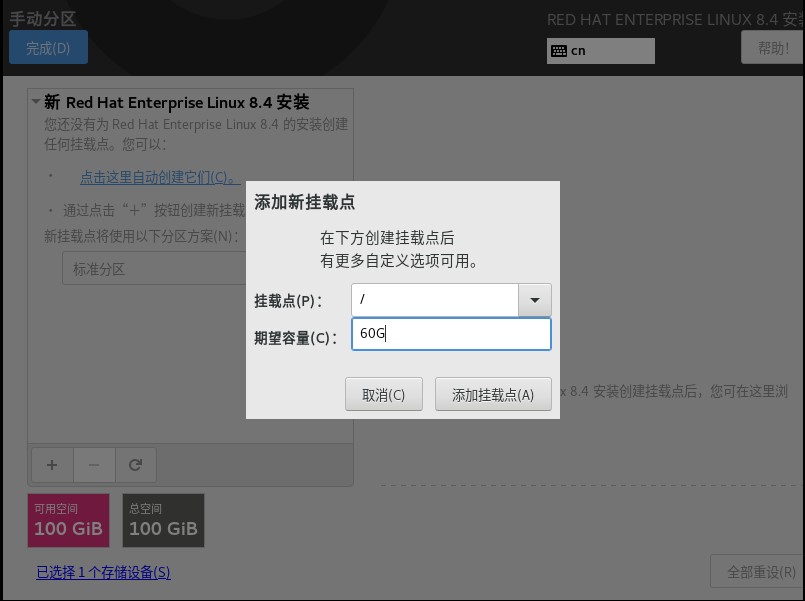 手动分区
RED HAT ENTERPRISE LINUX 8.4 安装
完成(D)
cn
帮助!
新 Red Hat Enterprise Linux 8.4 安装
您还没有为 Red Hat Enterprise Linux 8.4 的安装创建
任何挂载点。您可以：
• 点击这里自动创建它们(C)。
• 通过点击“+”按钮创建新挂载
新挂载点将使用以下分区方案(N)：
标准分区
添加新挂载点
在下方创建挂载点后
有更多自定义选项可用。
挂载点(P)： /
期望容量(C)： 60G
取消(C) 添加挂载点(A)
x 8.4 安装创建挂载点后，您可在这里浏
可用空间
100 GiB
总空间
100 GiB
已选择 1 个存储设备(S)
全部重设(R)